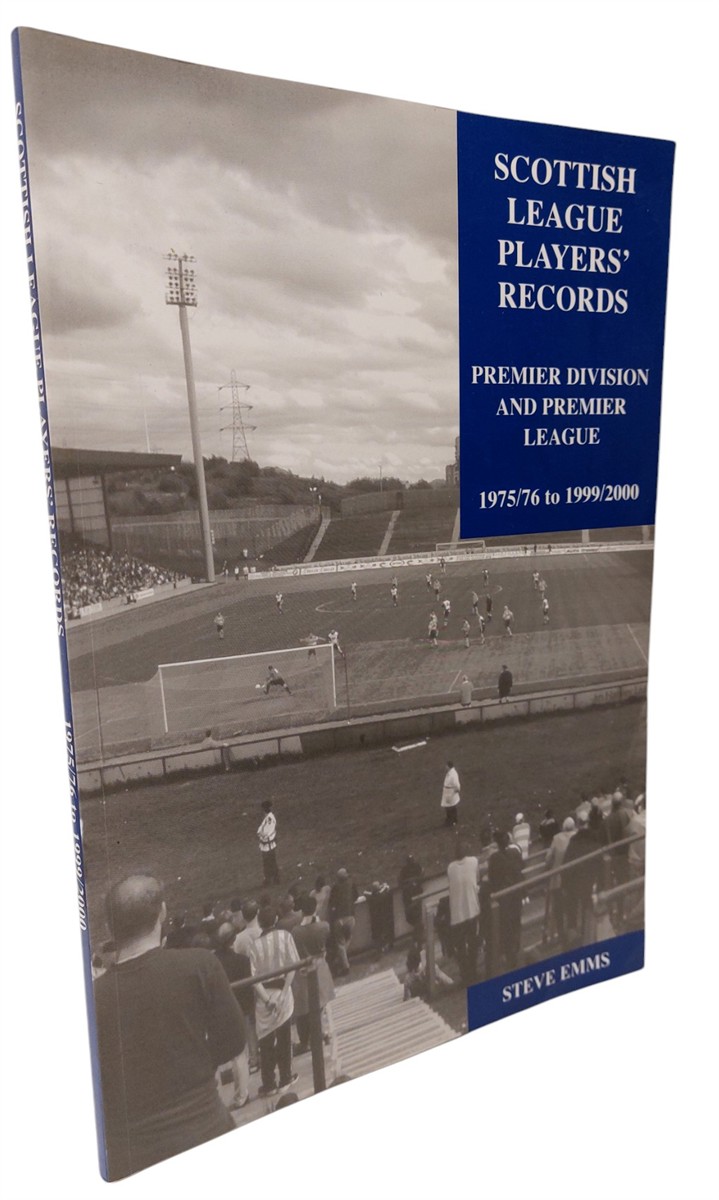 SCOTTISH
LEAGUE
PLAYERS'
RECORDS
PREMIER DIVISION
AND PREMIER
LEAGUE
1975/76 to 1999/2000
STEVE EMMS
SCOTTISH LEAGUE PLAYERS' RECORDS 1975/76 to 1999/2000